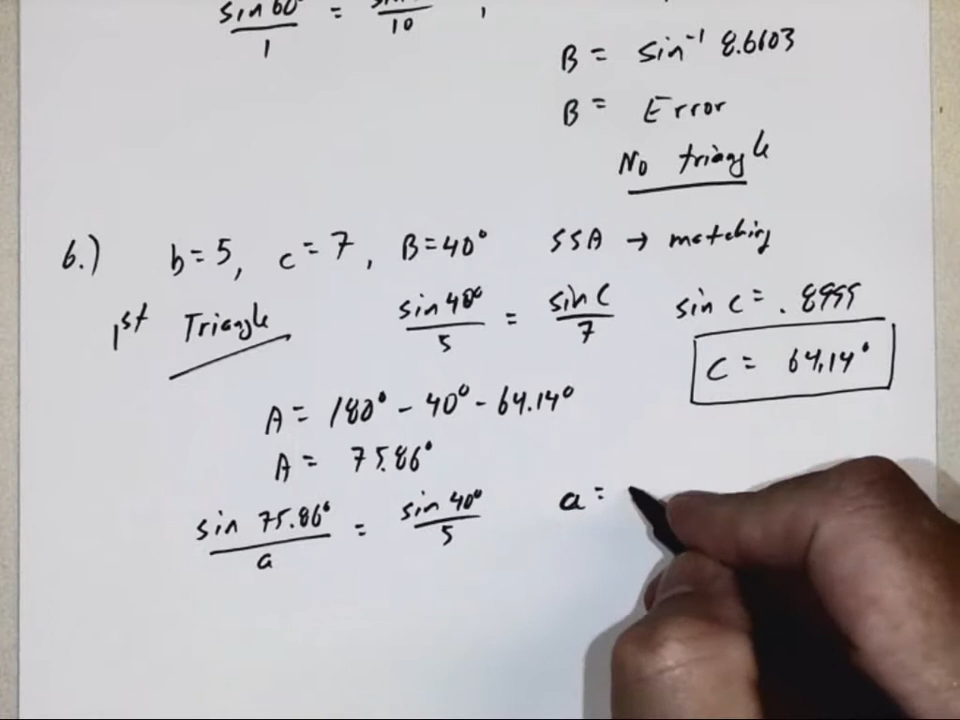 sin 60° / 1 = / 10 ,
B = sin⁻¹ 8.6603
B = Error
No triangle
6.) b = 5, c = 7, B = 40° SSA → matching
1st Triangle
sin 40° / 5 = sin C / 7
sin C = .8999
C = 64.14°
A = 180° - 40° - 64.14°
A = 75.86°
sin 75.86° / a = sin 40° / 5
a =